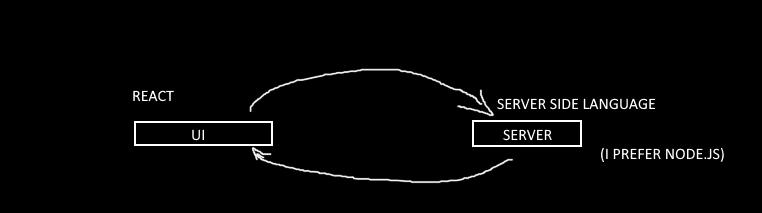 REACT
SERVER SIDE LANGUAGE
UI
SERVER
(I PREFER NODE.JS)